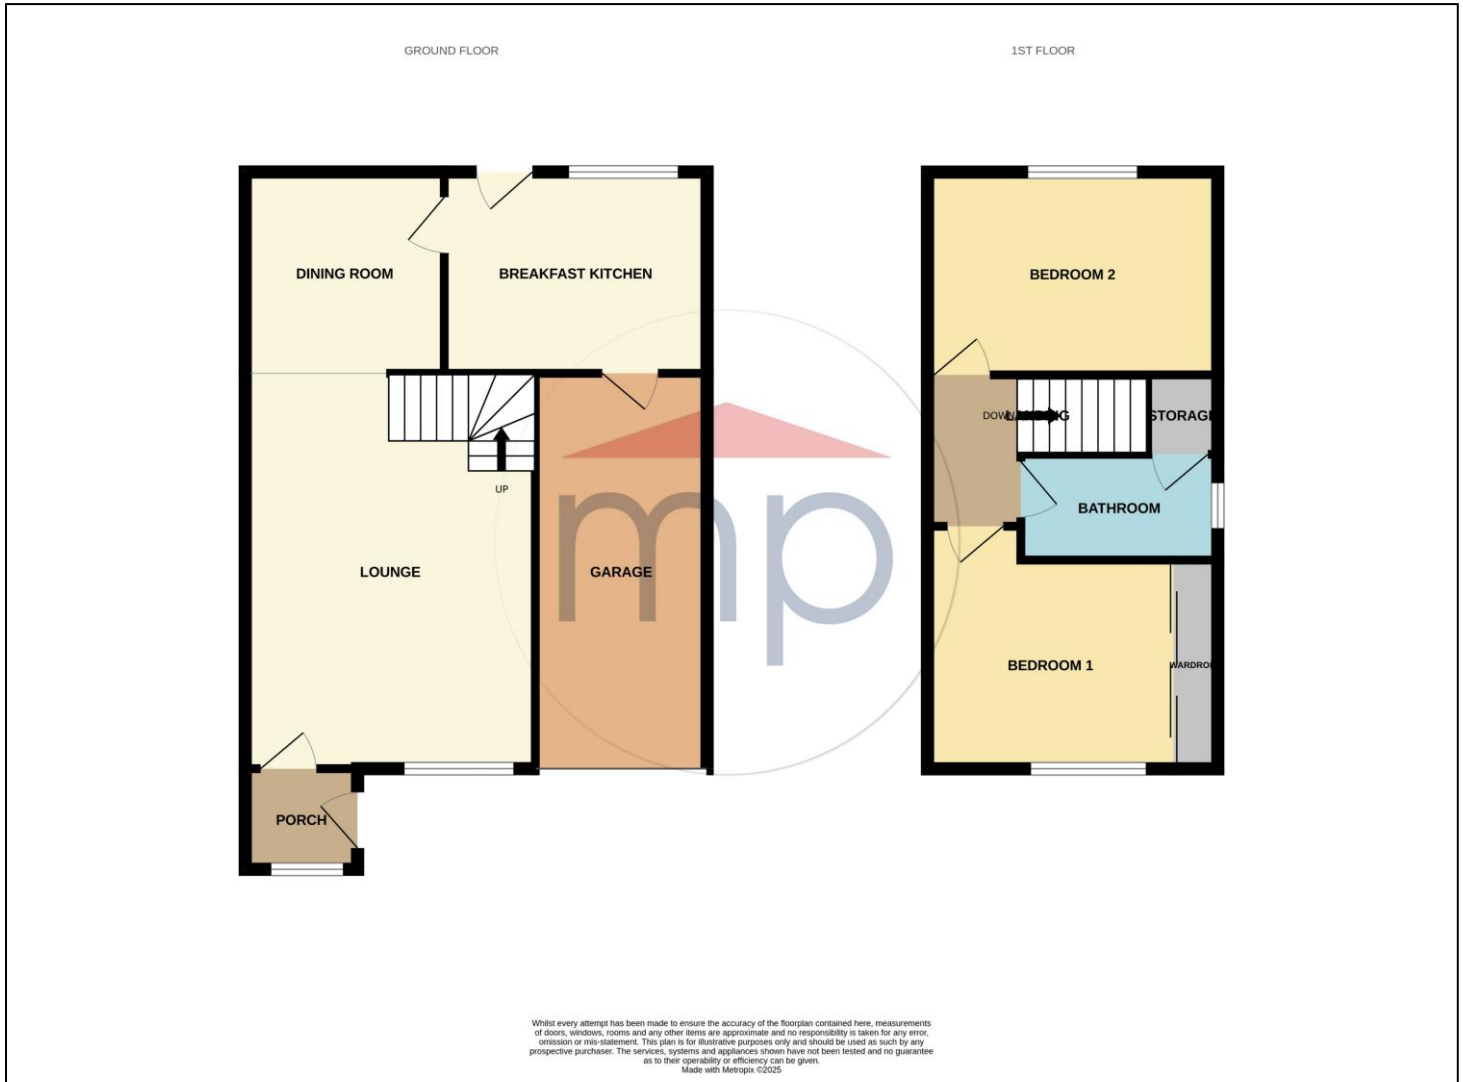 GROUND FLOOR
1ST FLOOR
DINING ROOM
BREAKFAST KITCHEN
BEDROOM 2
DOWN
LANDING
STORAGE
UP
BATHROOM
LOUNGE
GARAGE
mp
BEDROOM 1
WARDROB
PORCH
Whilst every attempt has been made to ensure the accuracy of the floorplan contained here, measurements
of doors, windows, rooms and any other items are approximate and no responsibility is taken for any error,
omission or mis-statement. This plan is for illustrative purposes only and should be used as such by any
prospective purchaser. The services, systems and appliances shown have not been tested and no guarantee
as to their operability or efficiency can be given.
Made with Metropix ©2025